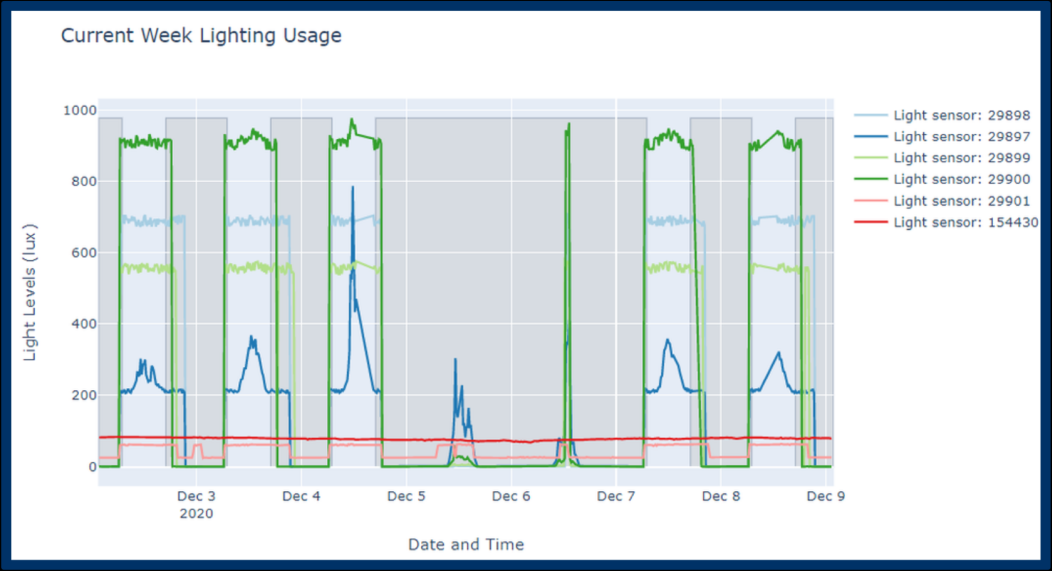 Current Week Lighting Usage
1000
800
600
400
200
0
Light Levels (lux)
Dec 3
2020
Dec 4
Dec 5
Dec 6
Dec 7
Dec 8
Dec 9
Date and Time
Light sensor: 29898
Light sensor: 29897
Light sensor: 29899
Light sensor: 29900
Light sensor: 29901
Light sensor: 154430